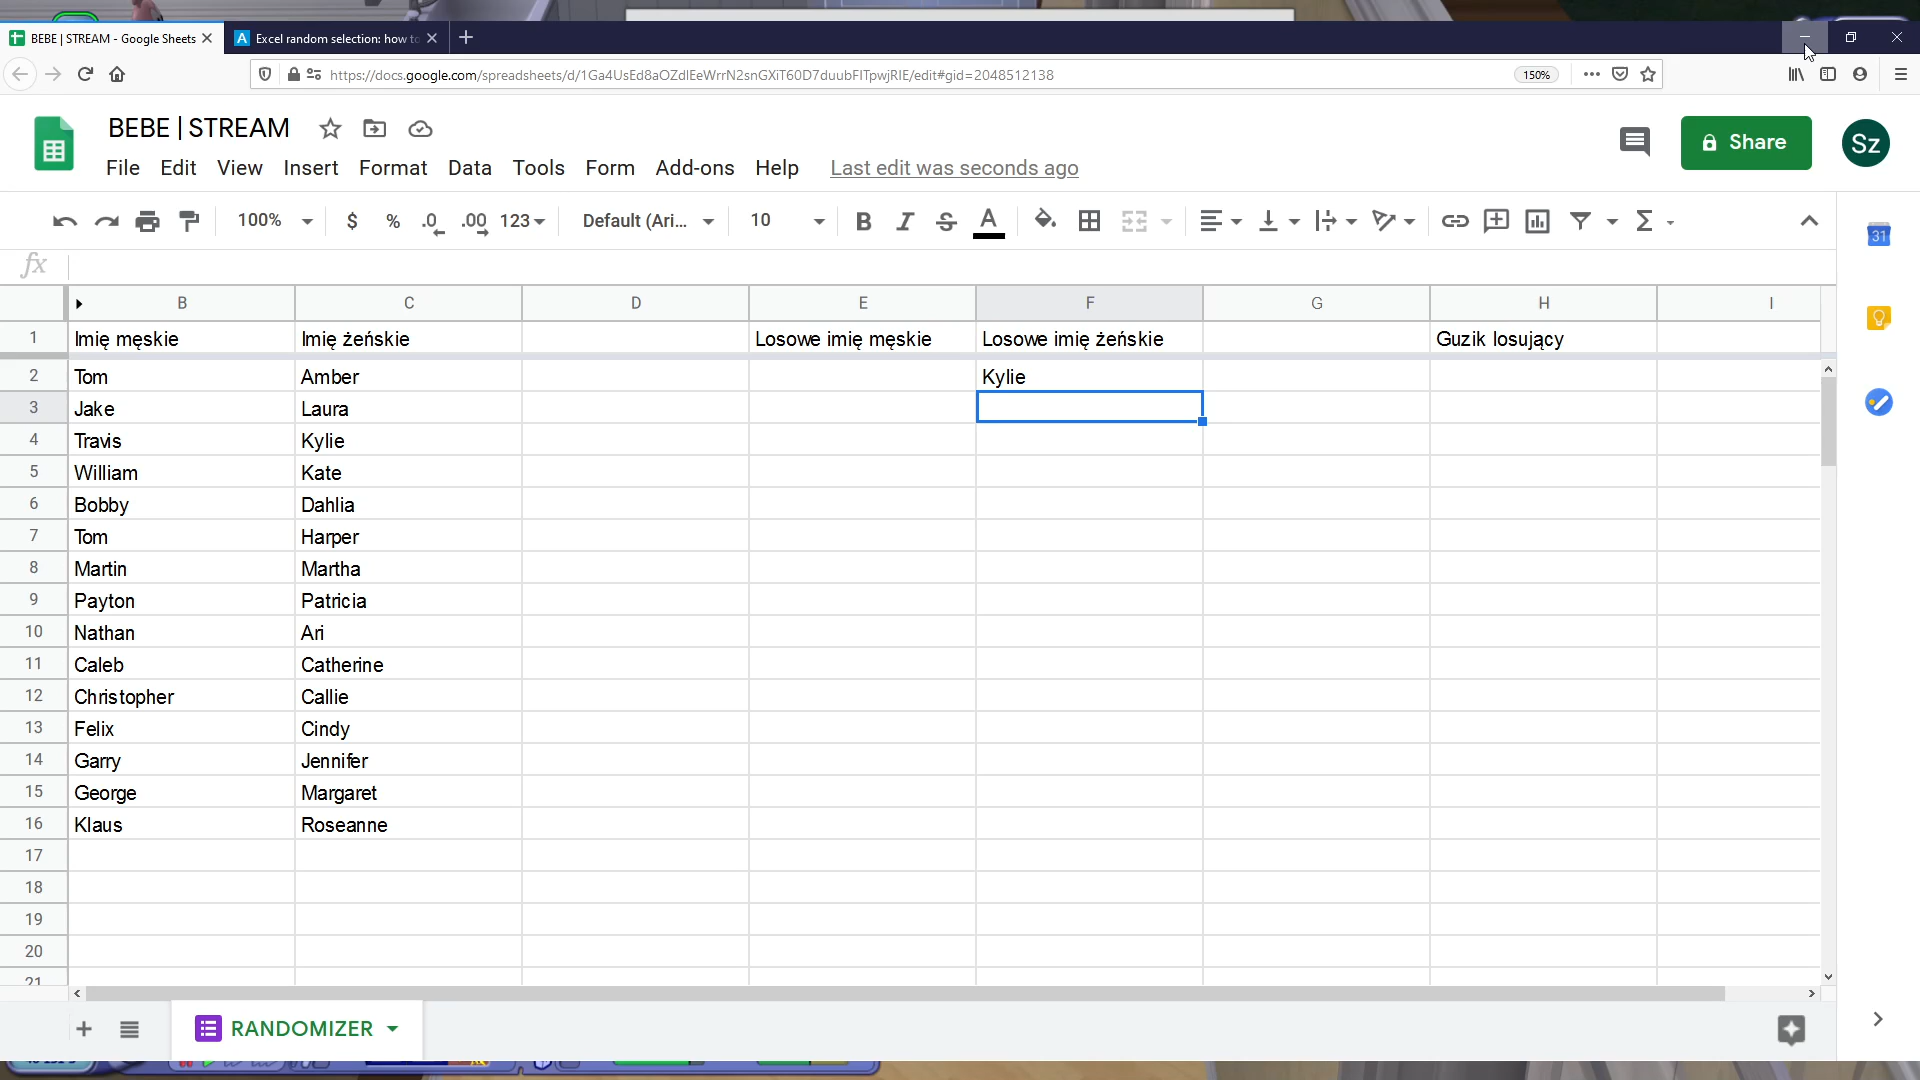 BEBE | STREAM - Google Sheets
Excel random selection: how to
https://docs.google.com/spreadsheets/d/1Ga4UsEd8aOZdlEeWrrN2snGXiT60D7duubFITpwjRIE/edit#gid=2048512138
150%
BEBE | STREAM
Share
Sz
File Edit View Insert Format Data Tools Form Add-ons Help Last edit was seconds ago
100% $ % .0 .00 123 Default (Ari... 10 B I S A Σ
31
fx
B C D E F G H I
1 Imię męskie Imię żeńskie Losowe imię męskie Losowe imię żeńskie Guzik losujący
2 Tom Amber Kylie
3 Jake Laura
4 Travis Kylie
5 William Kate
6 Bobby Dahlia
7 Tom Harper
8 Martin Martha
9 Payton Patricia
10 Nathan Ari
11 Caleb Catherine
12 Christopher Callie
13 Felix Cindy
14 Garry Jennifer
15 George Margaret
16 Klaus Roseanne
17
18
19
20
21
RANDOMIZER